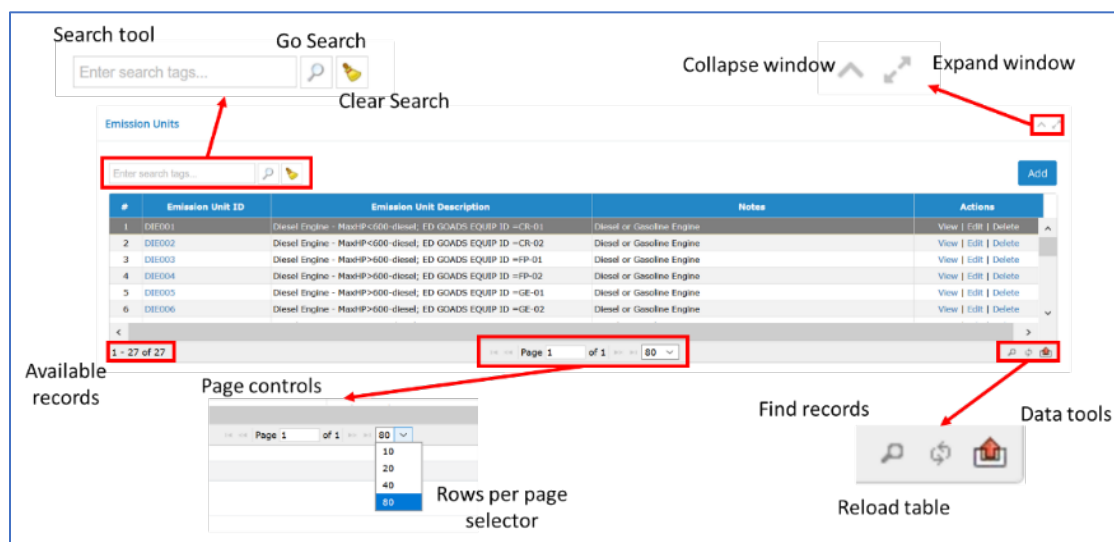 Search tool
Go Search
Enter search tags...
Clear Search
Collapse window
Expand window
Emission Units
Enter search tags...
Add
# Emission Unit ID Emission Unit Description Notes Actions
1 DIE001 Diesel Engine - MaxHP<600-diesel; ED GOADS EQUIP ID =CR-01 Diesel or Gasoline Engine View | Edit | Delete
2 DIE002 Diesel Engine - MaxHP<600-diesel; ED GOADS EQUIP ID =CR-02 Diesel or Gasoline Engine View | Edit | Delete
3 DIE003 Diesel Engine - MaxHP>600-diesel; ED GOADS EQUIP ID =FP-01 Diesel or Gasoline Engine View | Edit | Delete
4 DIE004 Diesel Engine - MaxHP>600-diesel; ED GOADS EQUIP ID =FP-02 Diesel or Gasoline Engine View | Edit | Delete
5 DIE005 Diesel Engine - MaxHP>600-diesel; ED GOADS EQUIP ID =GE-01 Diesel or Gasoline Engine View | Edit | Delete
6 DIE006 Diesel Engine - MaxHP>600-diesel; ED GOADS EQUIP ID =GE-02 Diesel or Gasoline Engine View | Edit | Delete
1 - 27 of 27
Page 1 of 1 80
Available
records
Page controls
Page 1 of 1 80
10
20
40
80
Rows per page
selector
Find records
Data tools
Reload table